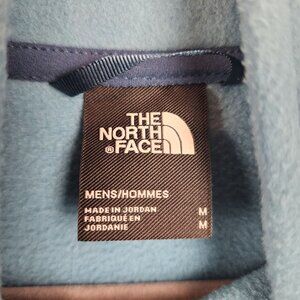 THE
NORTH
FACE
®
MENS/HOMMES
MADE IN JORDAN
FABRIQUÉ EN
JORDANIE
M
M